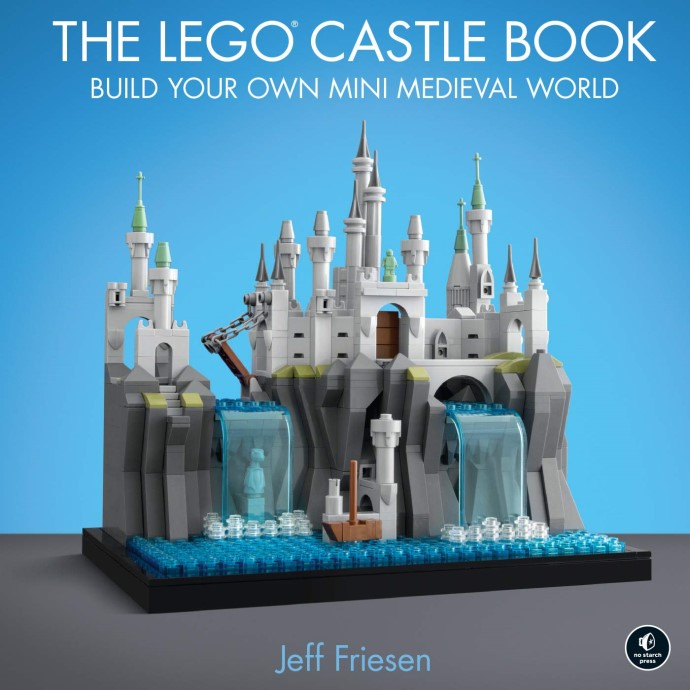 THE LEGO® CASTLE BOOK
BUILD YOUR OWN MINI MEDIEVAL WORLD
Jeff Friesen
no starch
press